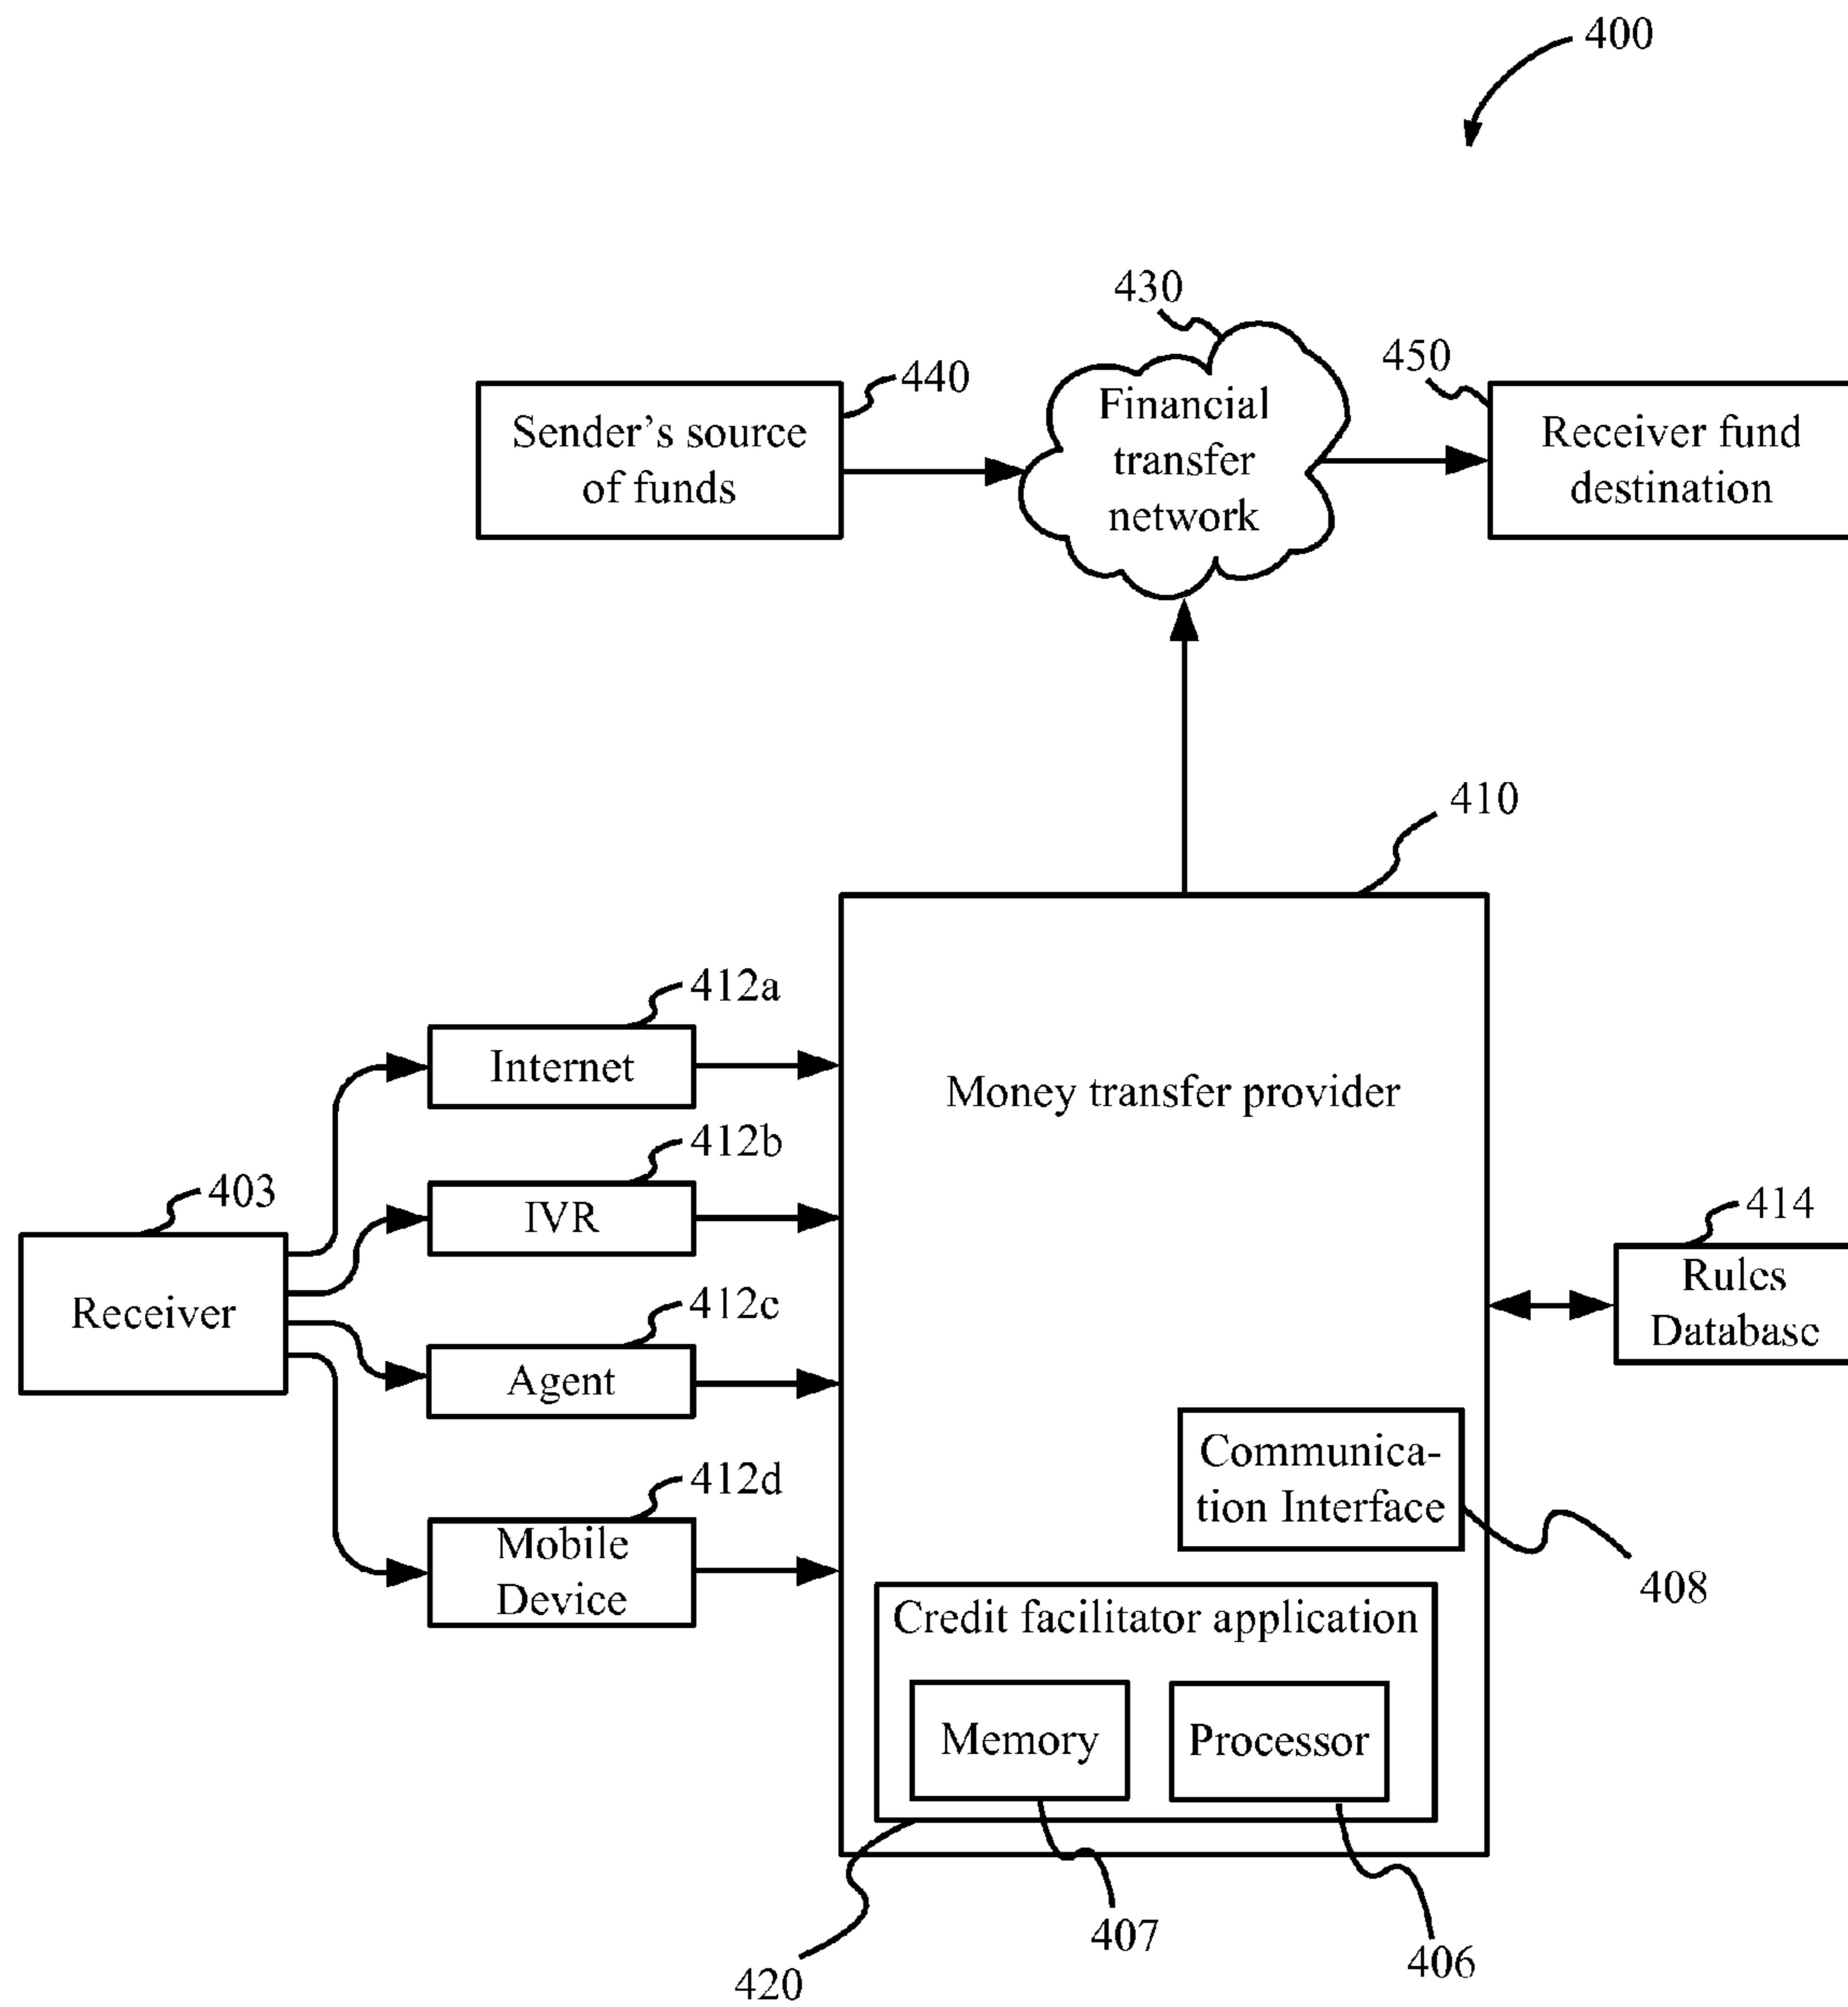 400
430
440
450
Sender's source
of funds
Financial
transfer
network
Receiver fund
destination
410
412a
Internet
Money transfer provider
412b
IVR
403
Receiver
414
Rules
Database
412c
Agent
Communica-
tion Interface
412d
Mobile
Device
408
Credit facilitator application
Memory
Processor
407
406
420